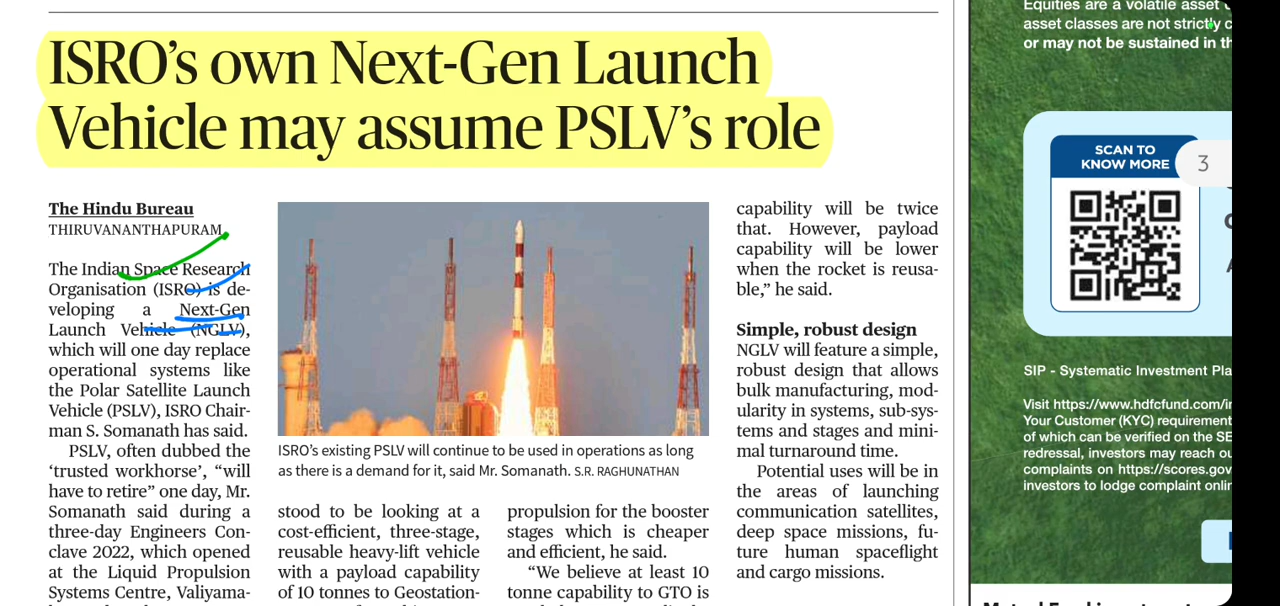 ISRO's own Next-Gen Launch
Vehicle may assume PSLV's role
The Hindu Bureau
THIRUVANANTHAPURAM
The Indian Space Research
Organisation (ISRO) is de-
veloping a Next-Gen
Launch Vehicle (NGLV),
which will one day replace
operational systems like
the Polar Satellite Launch
Vehicle (PSLV), ISRO Chair-
man S. Somanath has said.
PSLV, often dubbed the
‘trusted workhorse’, “will
have to retire” one day, Mr.
Somanath said during a
three-day Engineers Con-
clave 2022, which opened
at the Liquid Propulsion
Systems Centre, Valiyama-
ISRO’s existing PSLV will continue to be used in operations as long
as there is a demand for it, said Mr. Somanath. S.R. RAGHUNATHAN
stood to be looking at a
cost-efficient, three-stage,
reusable heavy-lift vehicle
with a payload capability
of 10 tonnes to Geostation-
propulsion for the booster
stages which is cheaper
and efficient, he said.
“We believe at least 10
tonne capability to GTO is
capability will be twice
that. However, payload
capability will be lower
when the rocket is reusa-
ble,” he said.
Simple, robust design
NGLV will feature a simple,
robust design that allows
bulk manufacturing, mod-
ularity in systems, sub-sys-
tems and stages and mini-
mal turnaround time.
Potential uses will be in
the areas of launching
communication satellites,
deep space missions, fu-
ture human spaceflight
and cargo missions.
Equities are a volatile asset
asset classes are not strictly
or may not be sustained in
SCAN TO
KNOW MORE
3
SIP - Systematic Investment
Visit https://www.hdfcfund.com/
Your Customer (KYC) requirement
of which can be verified on the
redressal, investors may reach
complaints on https://scores.gov
investors to lodge complaint